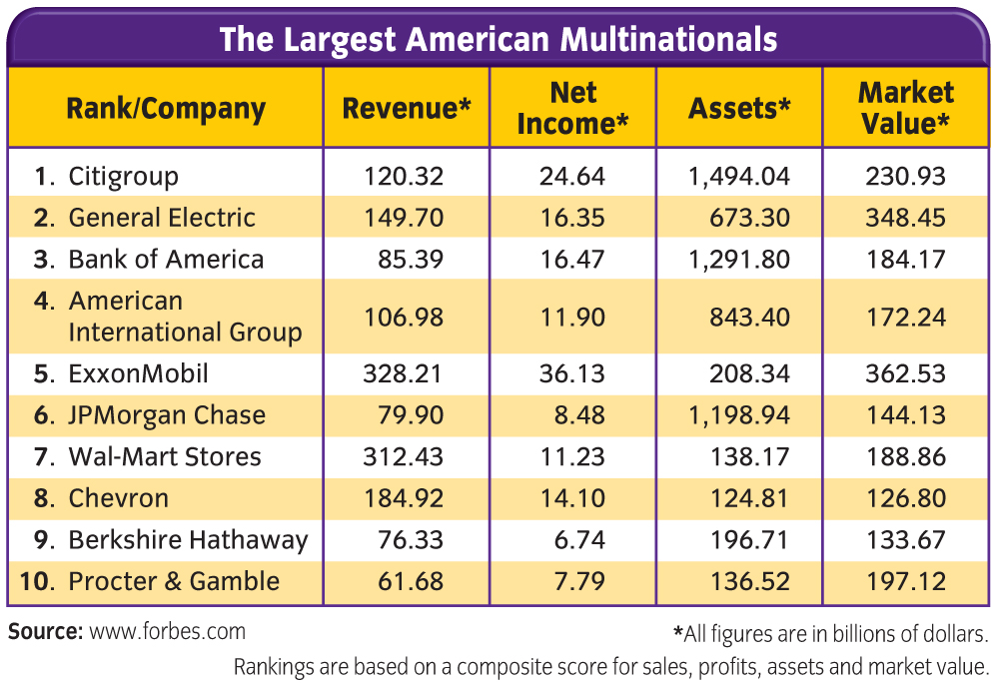 The Largest American Multinationals
Rank/Company Revenue* Net Income* Assets* Market Value*
1. Citigroup 120.32 24.64 1,494.04 230.93
2. General Electric 149.70 16.35 673.30 348.45
3. Bank of America 85.39 16.47 1,291.80 184.17
4. American International Group 106.98 11.90 843.40 172.24
5. ExxonMobil 328.21 36.13 208.34 362.53
6. JPMorgan Chase 79.90 8.48 1,198.94 144.13
7. Wal-Mart Stores 312.43 11.23 138.17 188.86
8. Chevron 184.92 14.10 124.81 126.80
9. Berkshire Hathaway 76.33 6.74 196.71 133.67
10. Procter & Gamble 61.68 7.79 136.52 197.12
Source: www.forbes.com *All figures are in billions of dollars.
Rankings are based on a composite score for sales, profits, assets and market value.